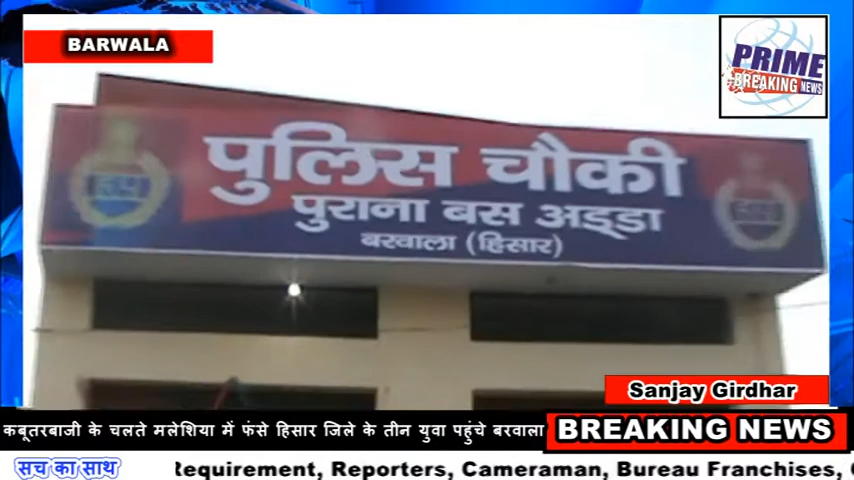 BARWALA
PRIME
BREAKING NEWS
पुलिस चौकी
पुराना बस अड्डा
बरवाला (हिसार)
Sanjay Girdhar
कबूतरबाजी के चलते मलेशिया में फंसे हिसार जिले के तीन युवा पहुंचे बरवाला
BREAKING NEWS
सच का साथ
Requirement, Reporters, Cameraman, Bureau Franchises,